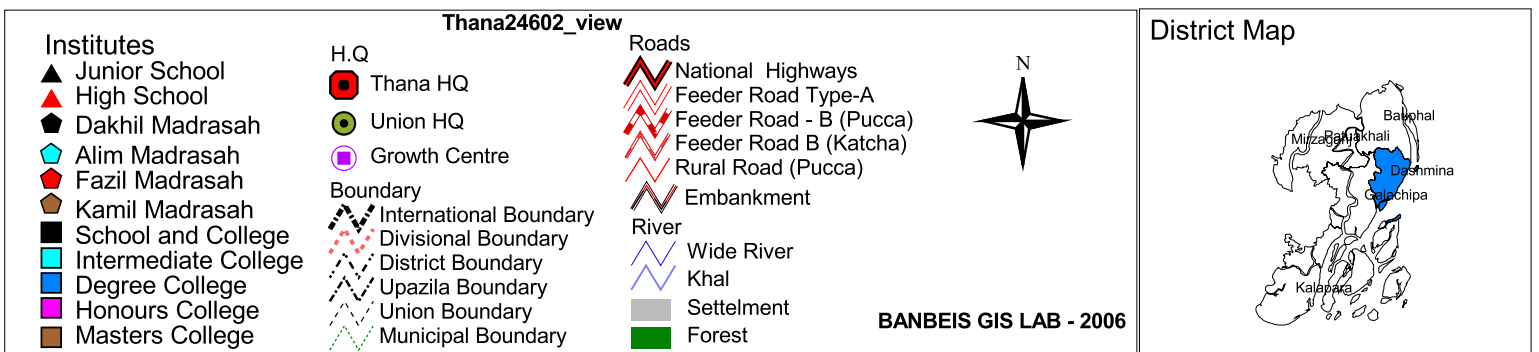 Thana24602_view
Institutes
Junior School
High School
Dakhil Madrasah
Alim Madrasah
Fazil Madrasah
Kamil Madrasah
School and College
Intermediate College
Degree College
Honours College
Masters College
H.Q
Thana HQ
Union HQ
Growth Centre
Boundary
International Boundary
Divisional Boundary
District Boundary
Upazila Boundary
Union Boundary
Municipal Boundary
Roads
National Highways
Feeder Road Type-A
Feeder Road - B (Pucca)
Feeder Road B (Katcha)
Rural Road (Pucca)
Embankment
River
Wide River
Khal
Settelment
Forest
N
BANBEIS GIS LAB - 2006
District Map
Bauphal
Patuakhali
Mirzaganj
Dashmina
Galachipa
Kalapara